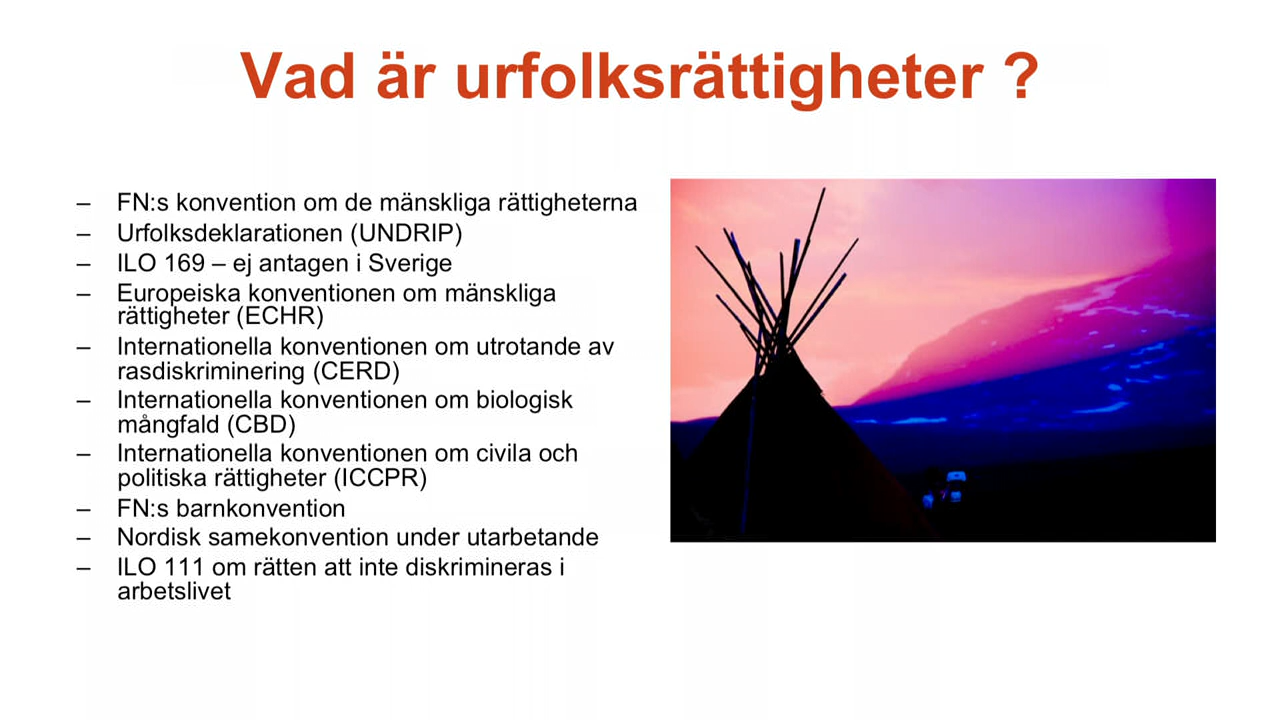 Vad är urfolksrättigheter ?
– FN:s konvention om de mänskliga rättigheterna
– Urfolksdeklarationen (UNDRIP)
– ILO 169 – ej antagen i Sverige
– Europeiska konventionen om mänskliga
rättigheter (ECHR)
– Internationella konventionen om utrotande av
rasdiskriminering (CERD)
– Internationella konventionen om biologisk
mångfald (CBD)
– Internationella konventionen om civila och
politiska rättigheter (ICCPR)
– FN:s barnkonvention
– Nordisk samekonvention under utarbetande
– ILO 111 om rätten att inte diskrimineras i
arbetslivet